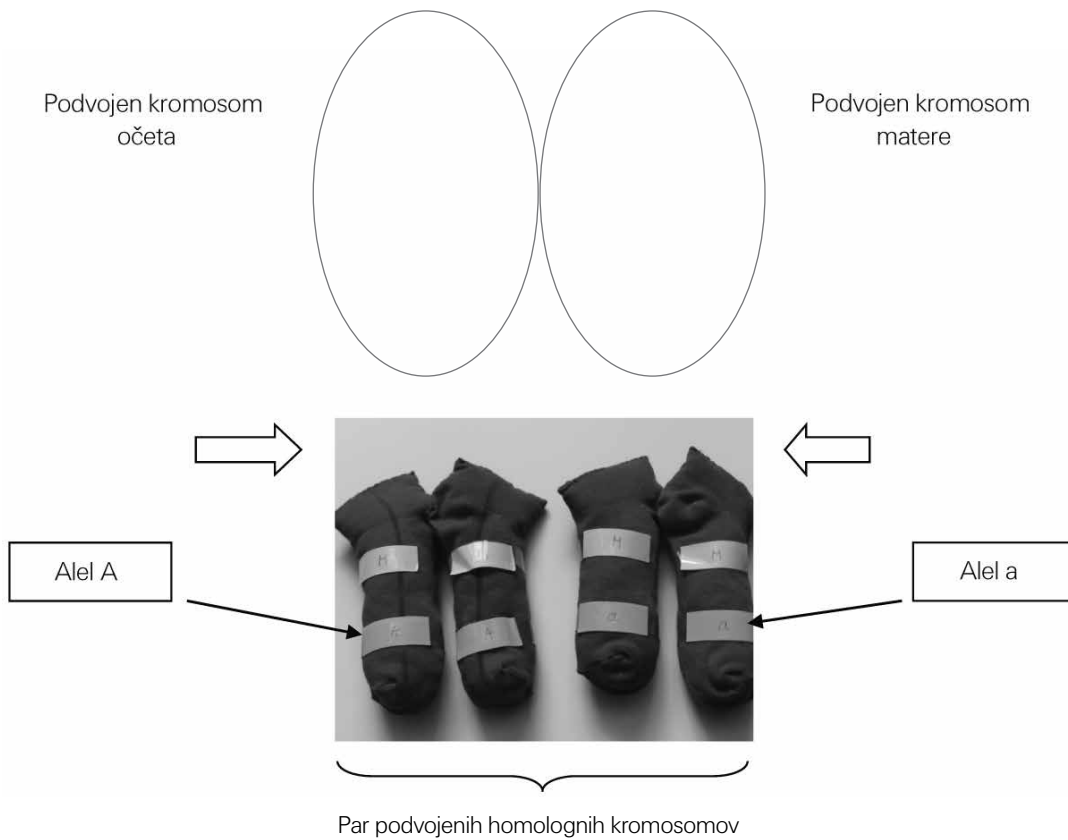 Podvojen kromosom
očeta
Podvojen kromosom
matere
M
M
M
Alel A
Alel a
A
a
a
Par podvojenih homolognih kromosomov